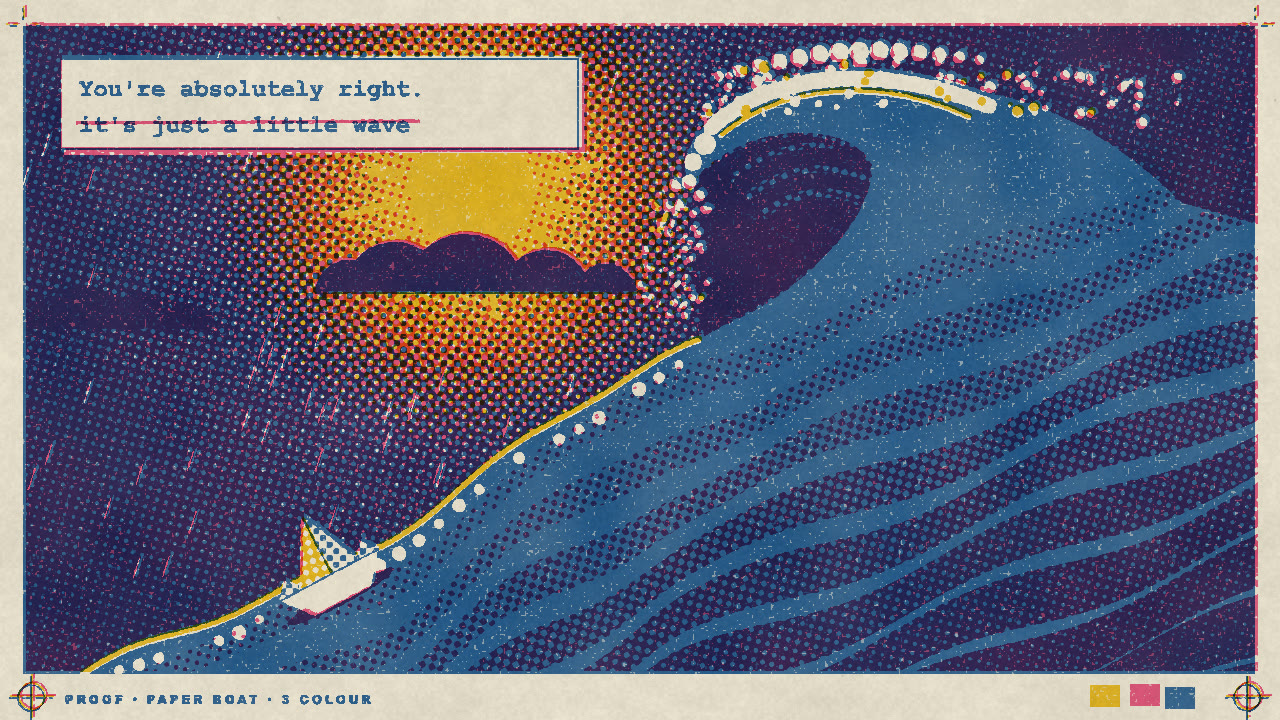 You're absolutely right.
it's just a little wave
PROOF · PAPER BOAT · 3 COLOUR